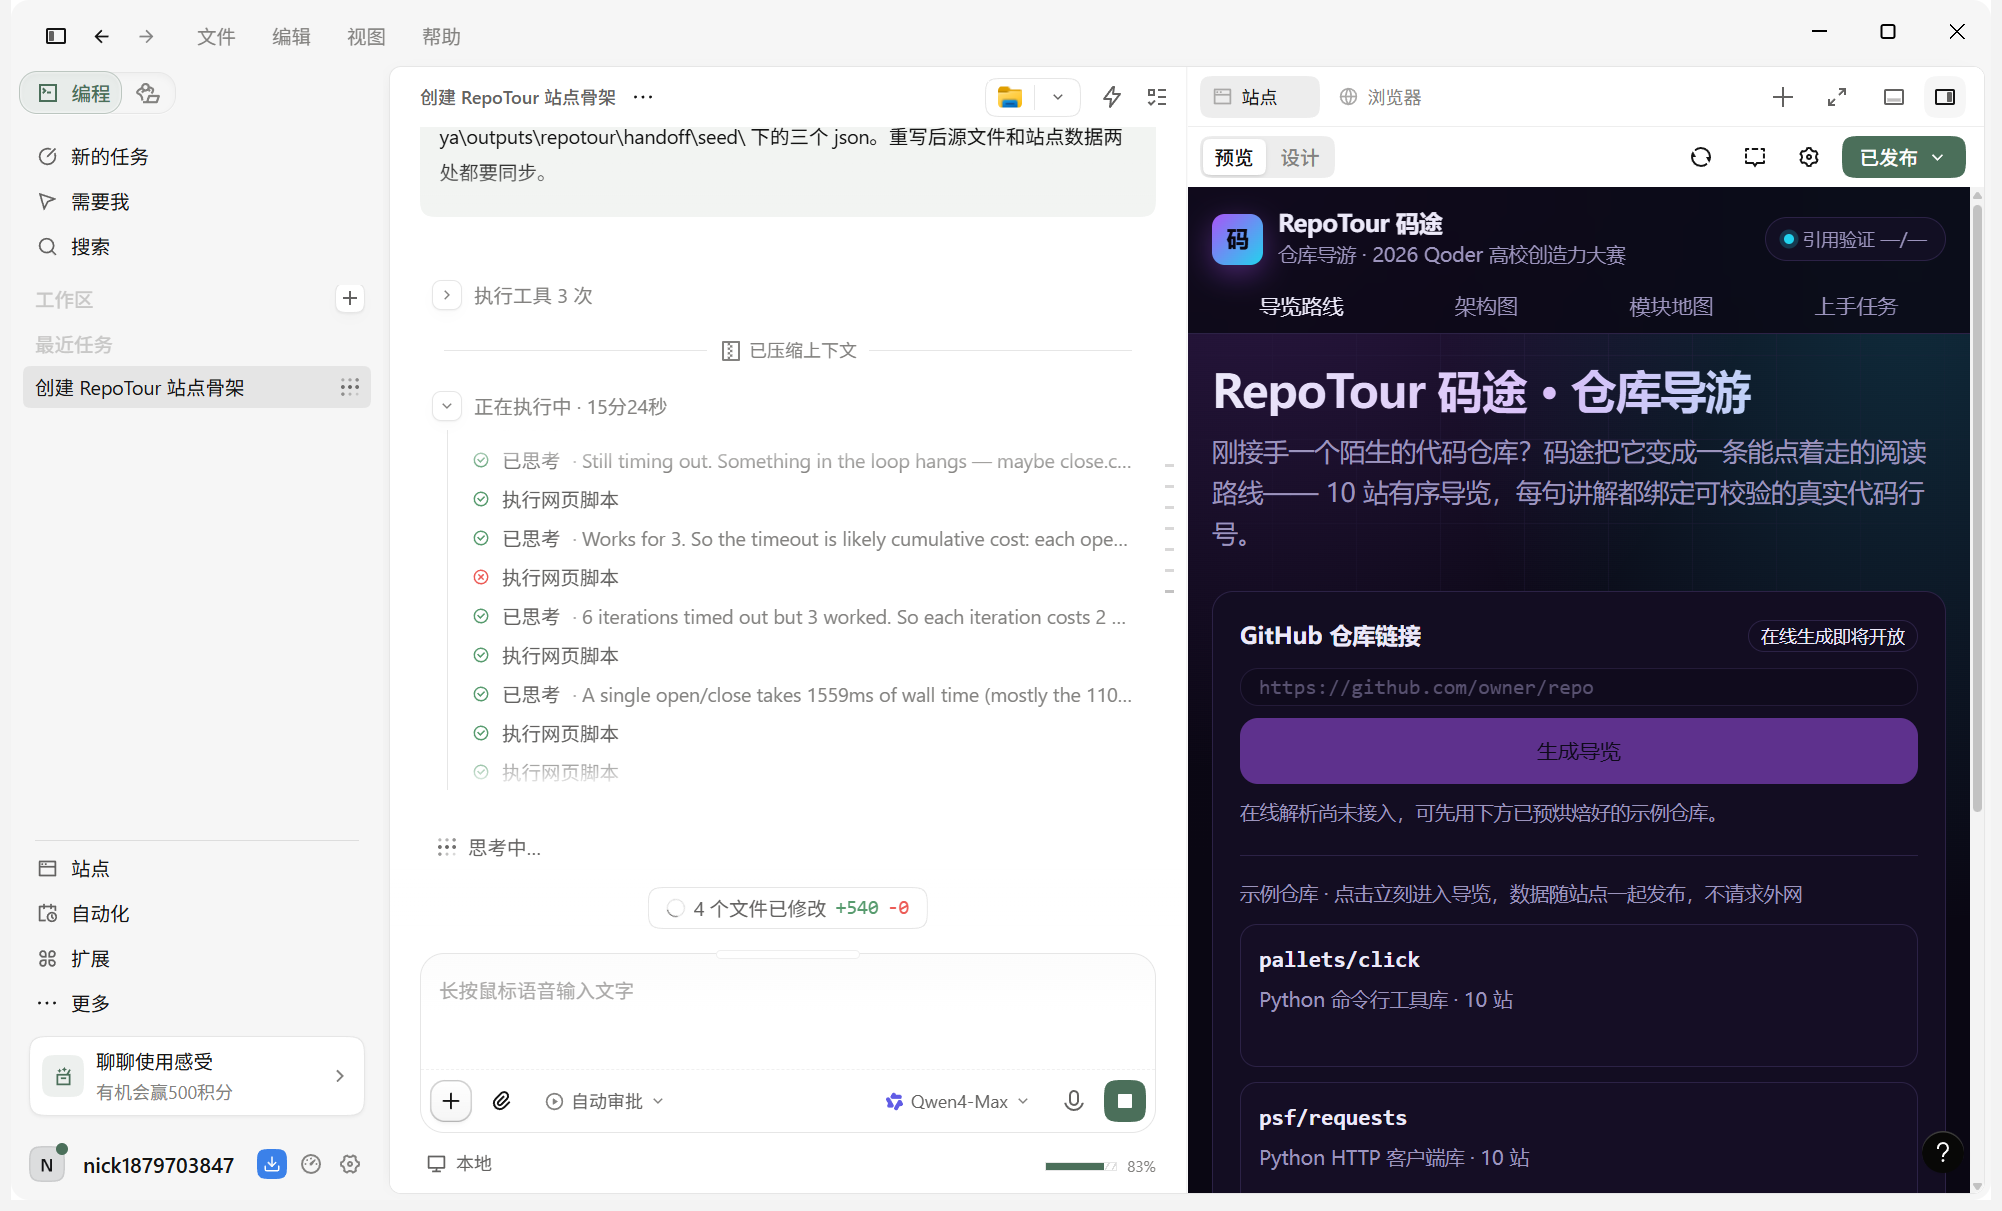 文件
编辑
视图
帮助
编程
新的任务
需要我
搜索
工作区
最近任务
创建 RepoTour 站点骨架
站点
自动化
扩展
更多
聊聊使用感受
有机会赢500积分
N
nick1879703847
创建 RepoTour 站点骨架
ya\outputs\repotour\handoff\seed\ 下的三个 json。重写后源文件和站点数据两
处都要同步。
执行工具 3 次
已压缩上下文
正在执行中 · 15分24秒
已思考 · Still timing out. Something in the loop hangs — maybe close.c...
执行网页脚本
已思考 · Works for 3. So the timeout is likely cumulative cost: each ope...
执行网页脚本
已思考 · 6 iterations timed out but 3 worked. So each iteration costs 2 ...
执行网页脚本
已思考 · A single open/close takes 1559ms of wall time (mostly the 110...
执行网页脚本
执行网页脚本
思考中...
4 个文件已修改 +540 -0
长按鼠标语音输入文字
自动审批
Qwen4-Max
本地
83%
站点
浏览器
预览
设计
已发布
码
RepoTour 码途
仓库导游 · 2026 Qoder 高校创造力大赛
引用验证 —/—
导览路线
架构图
模块地图
上手任务
RepoTour 码途 • 仓库导游
刚接手一个陌生的代码仓库？码途把它变成一条能点着走的阅读
路线—— 10 站有序导览，每句讲解都绑定可校验的真实代码行
号。
GitHub 仓库链接
在线生成即将开放
https://github.com/owner/repo
生成导览
在线解析尚未接入，可先用下方已预烘焙好的示例仓库。
示例仓库 · 点击立刻进入导览，数据随站点一起发布，不请求外网
pallets/click
Python 命令行工具库 · 10 站
psf/requests
Python HTTP 客户端库 · 10 站
?